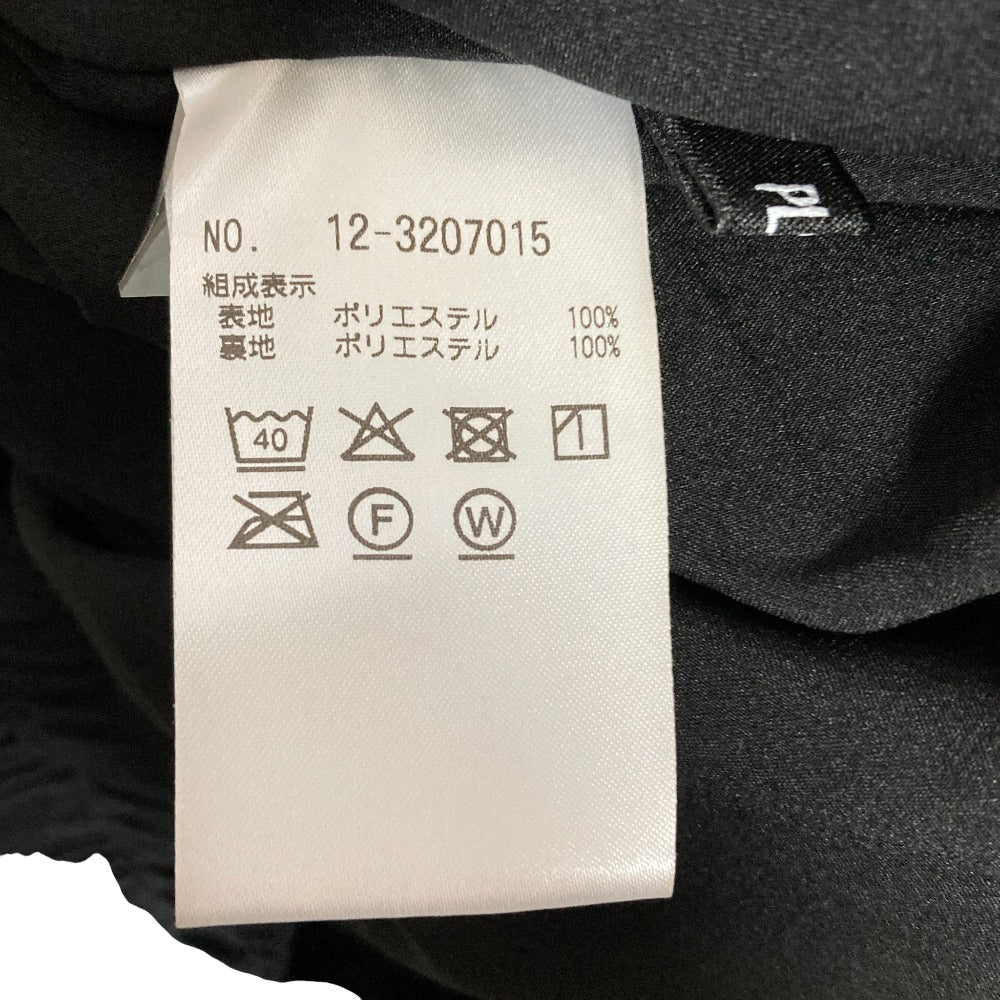 NO. 12-3207015
組成表示
表地 ポリエステル 100%
裏地 ポリエステル 100%
40
F W
PL